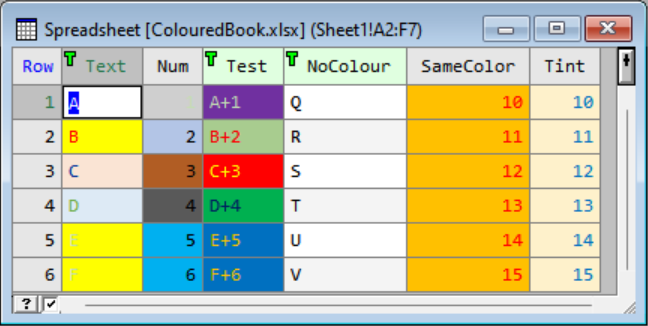 Spreadsheet [ColouredBook.xlsx] (Sheet1!A2:F7)
Row T Text Num T Test T NoColour SameColor Tint
1 A A+1 Q 10 10
2 B 2 B+2 R 11 11
3 C 3 C+3 S 12 12
4 D 4 D+4 T 13 13
5 E 5 E+5 U 14 14
6 F 6 F+6 V 15 15
?